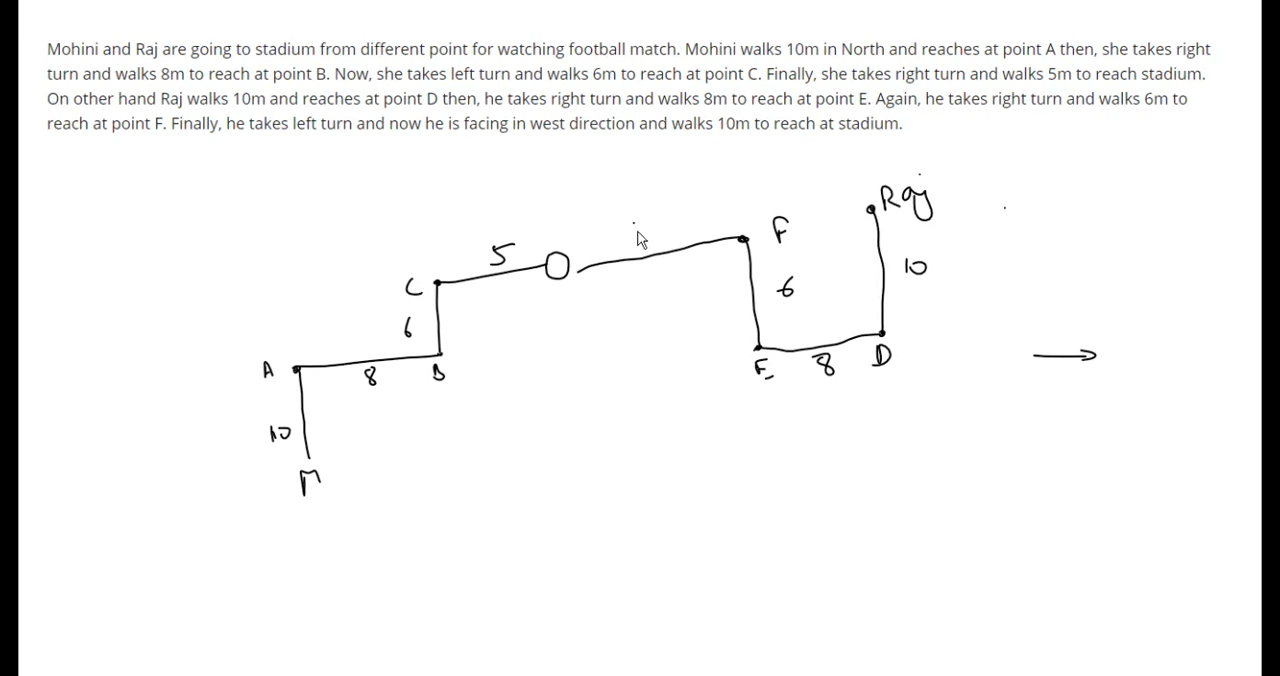 Mohini and Raj are going to stadium from different point for watching football match. Mohini walks 10m in North and reaches at point A then, she takes right
turn and walks 8m to reach at point B. Now, she takes left turn and walks 6m to reach at point C. Finally, she takes right turn and walks 5m to reach stadium.
On other hand Raj walks 10m and reaches at point D then, he takes right turn and walks 8m to reach at point E. Again, he takes right turn and walks 6m to
reach at point F. Finally, he takes left turn and now he is facing in west direction and walks 10m to reach at stadium.
Raj
F
5
10
C
6
6
A
8
B
E
8
D
10
M